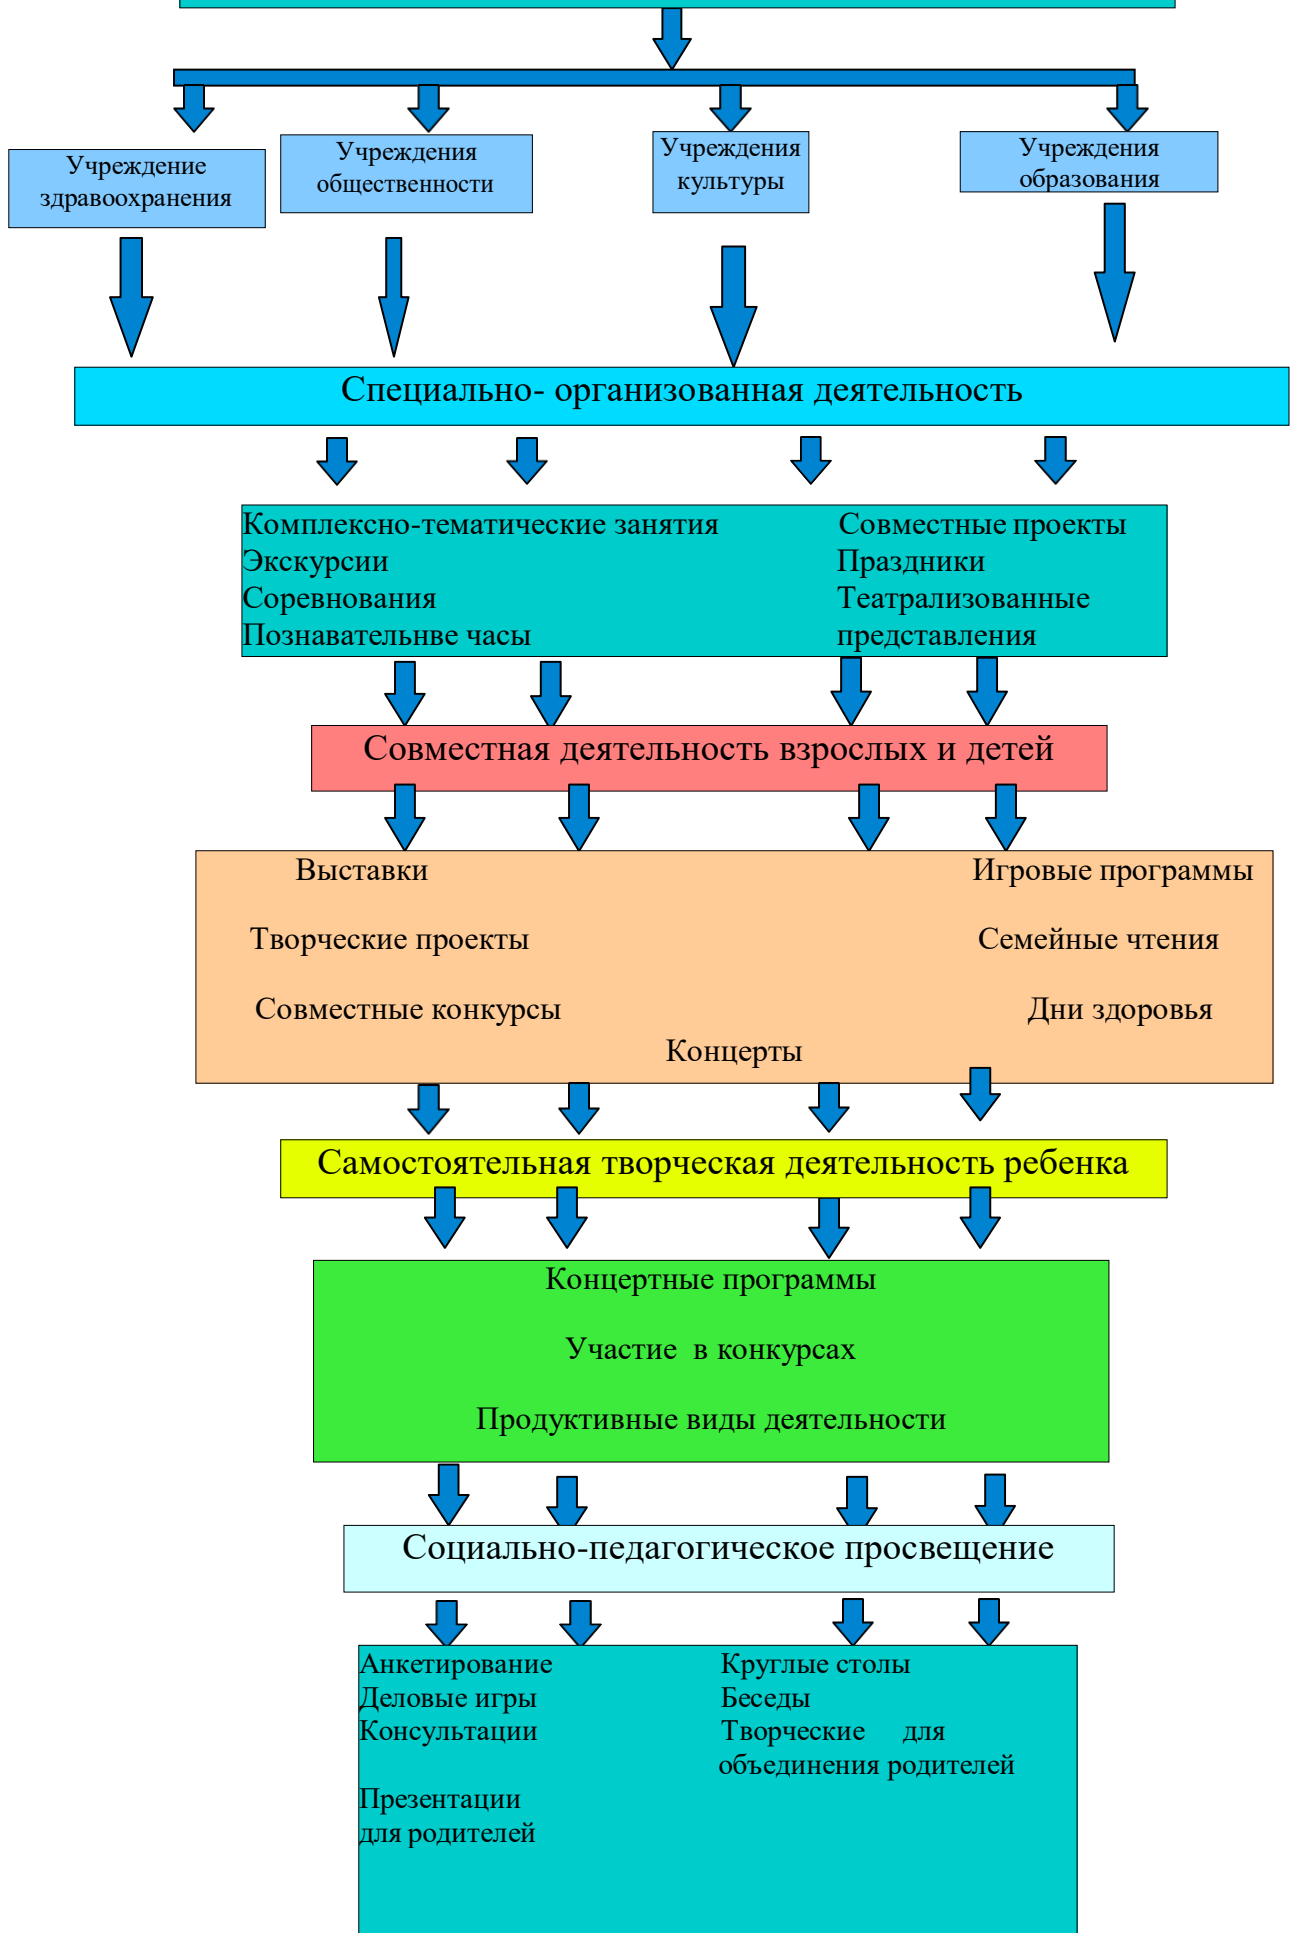 Учреждение
здравоохранения
Учреждения
общественности
Учреждения
культуры
Учреждения
образования
Специально- организованная деятельность
Комплексно-тематические занятия
Экскурсии
Соревнования
Познавательнве часы
Совместные проекты
Праздники
Театрализованные
представления
Совместная деятельность взрослых и детей
Выставки
Игровые программы
Творческие проекты
Семейные чтения
Совместные конкурсы
Дни здоровья
Концерты
Самостоятельная творческая деятельность ребенка
Концертные программы
Участие в конкурсах
Продуктивные виды деятельности
Социально-педагогическое просвещение
Анкетирование
Деловые игры
Консультации
Презентации
для родителей
Круглые столы
Беседы
Творческие для
объединения родителей